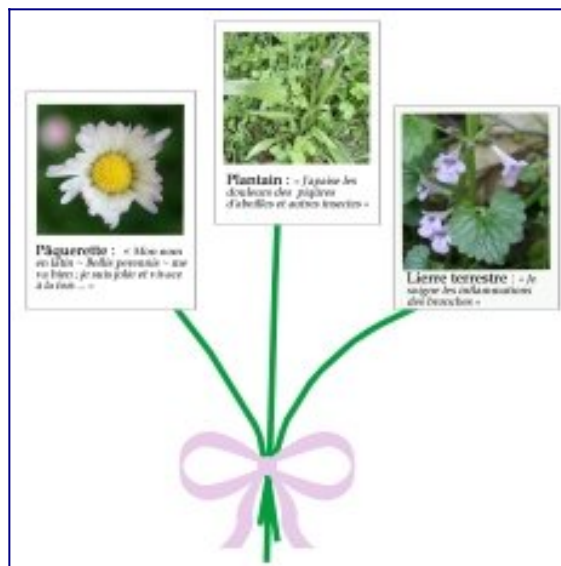 Pâquerette : « Mon nom
en latin ~ Bellis perennis ~ me
va bien ; je suis jolie et vivace
à la fois ... »
Plantain : « J'apaise les
douleurs des piqûres
d'abeilles et autres insectes »
Lierre terrestre : « Je
soigne les inflammations
des bronches »